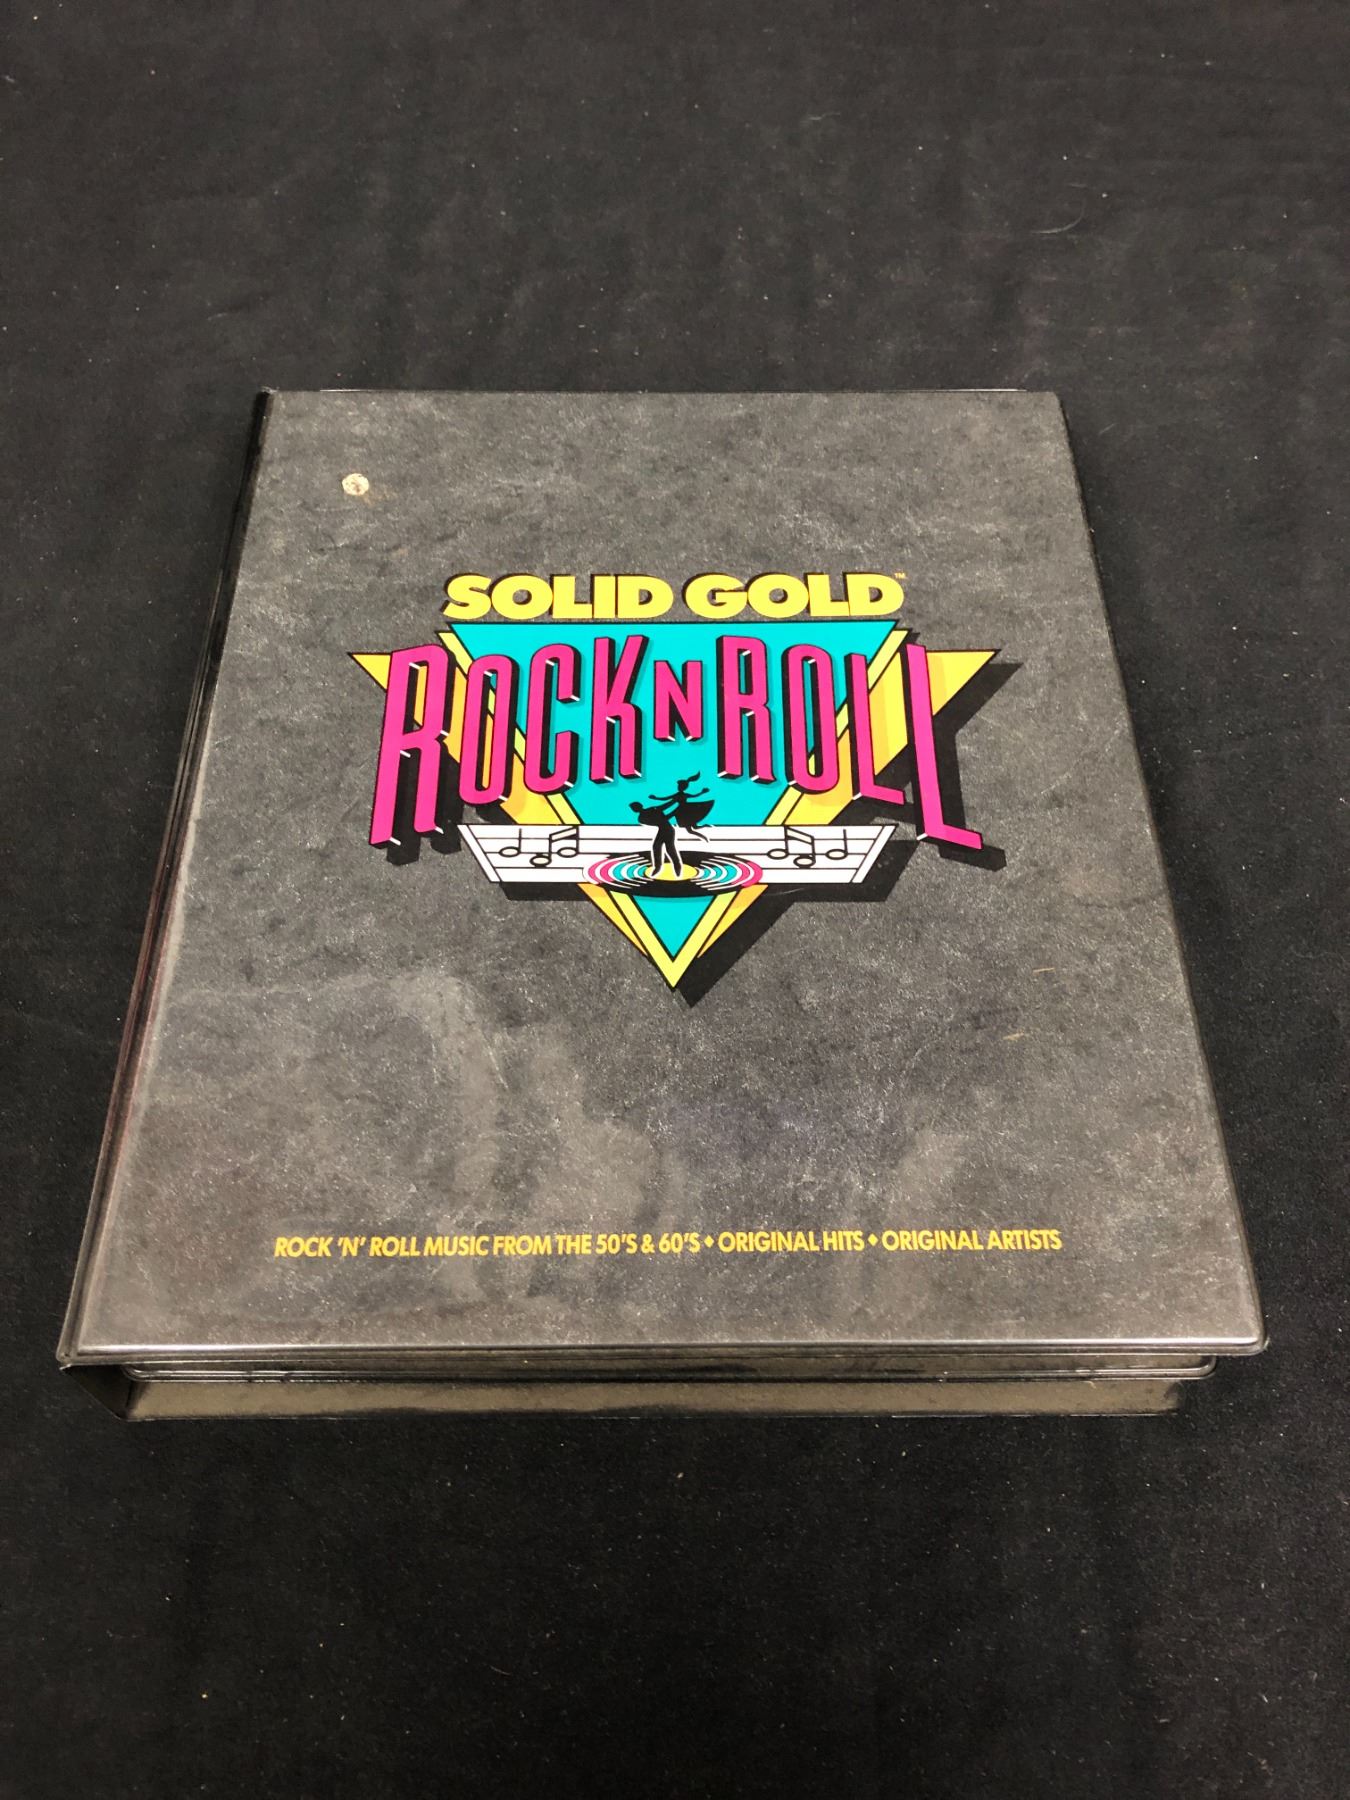 SOLID GOLD™
ROCK N ROLL
ROCK 'N' ROLL MUSIC FROM THE 50'S & 60'S ♦ ORIGINAL HITS ♦ ORIGINAL ARTISTS